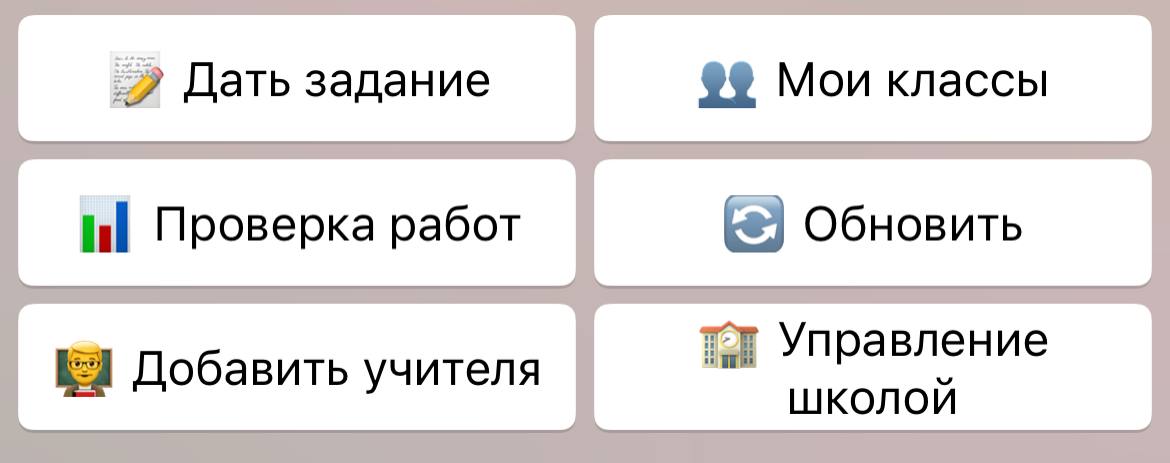 Дать задание
Мои классы
Проверка работ
Обновить
Добавить учителя
Управление
школой